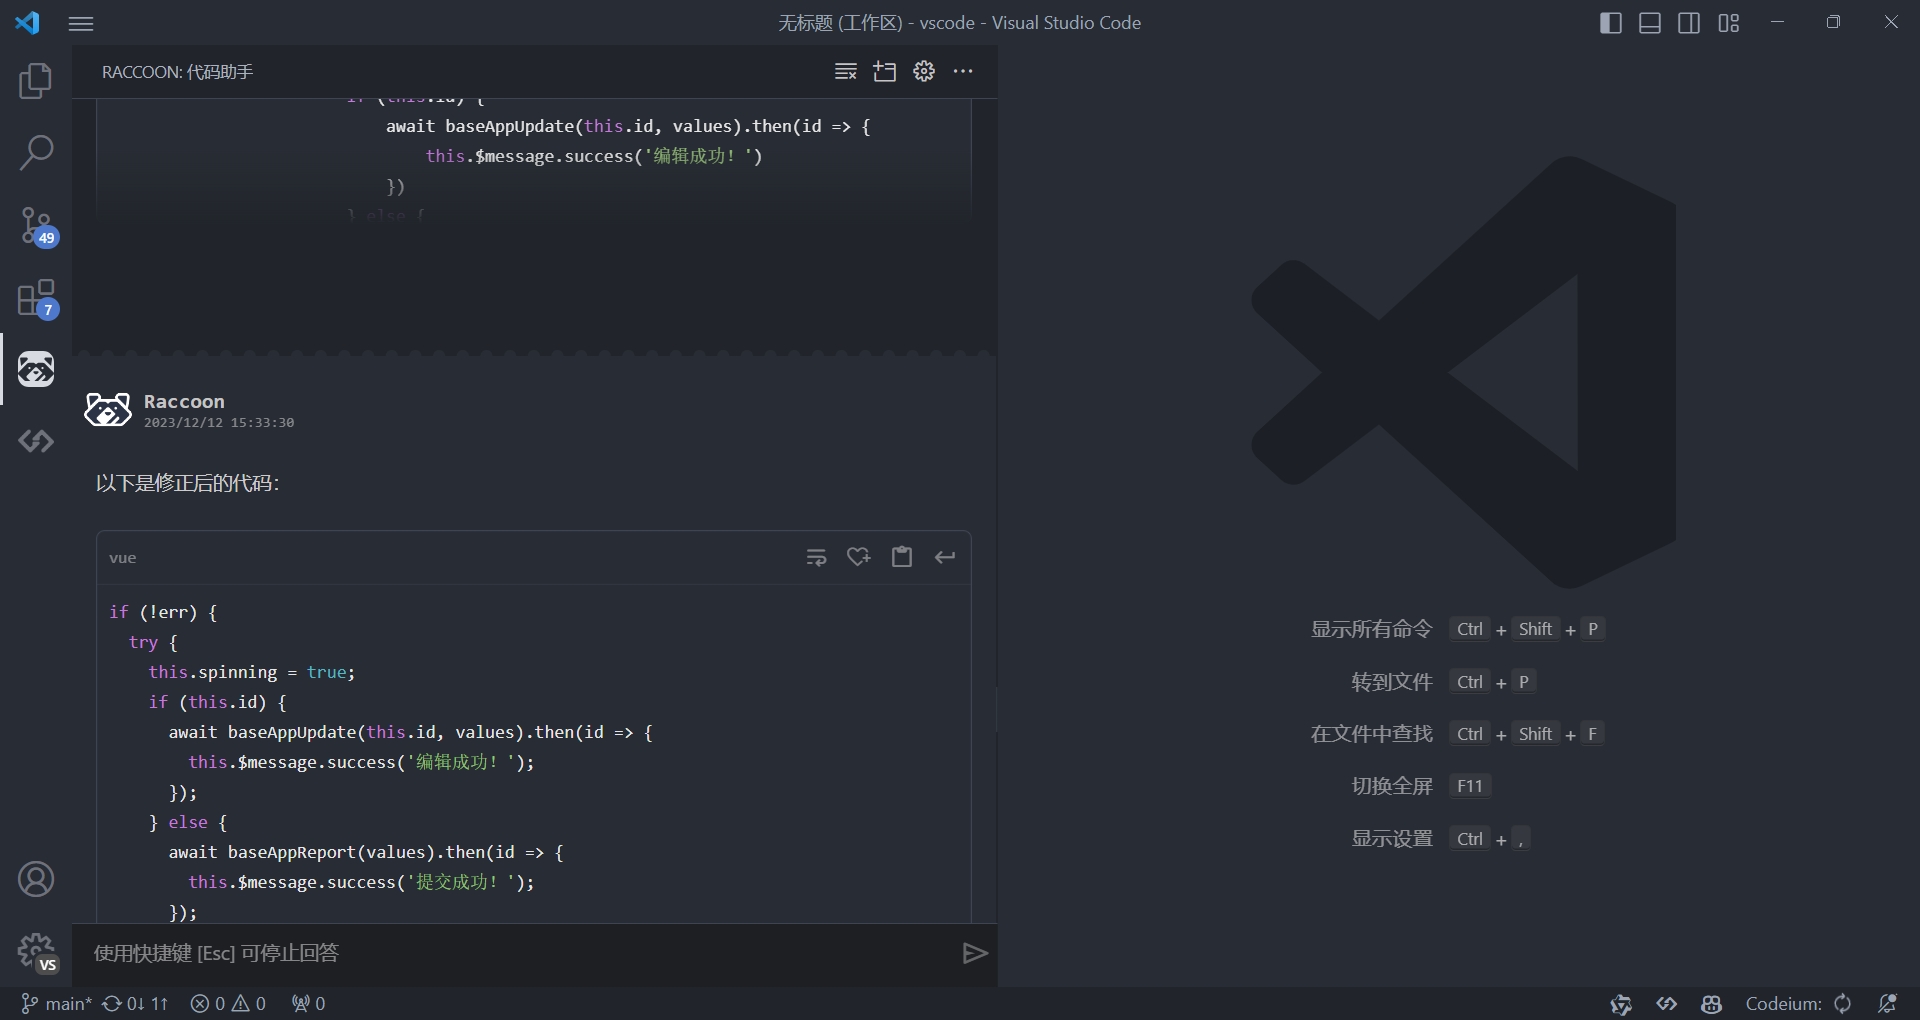 无标题 (工作区) - vscode - Visual Studio Code
RACCOON: 代码助手
if (this.id) {
await baseAppUpdate(this.id, values).then(id => {
this.$message.success('编辑成功！')
})
} else {
49
7
Raccoon
2023/12/12 15:33:30
以下是修正后的代码：
vue
if (!err) {
try {
this.spinning = true;
if (this.id) {
await baseAppUpdate(this.id, values).then(id => {
this.$message.success('编辑成功！');
});
} else {
await baseAppReport(values).then(id => {
this.$message.success('提交成功！');
});
使用快捷键 [Esc] 可停止回答
显示所有命令 Ctrl + Shift + P
转到文件 Ctrl + P
在文件中查找 Ctrl + Shift + F
切换全屏 F11
显示设置 Ctrl + ,
VS
main* 0↓ 1↑ 0 0 0
Codeium: